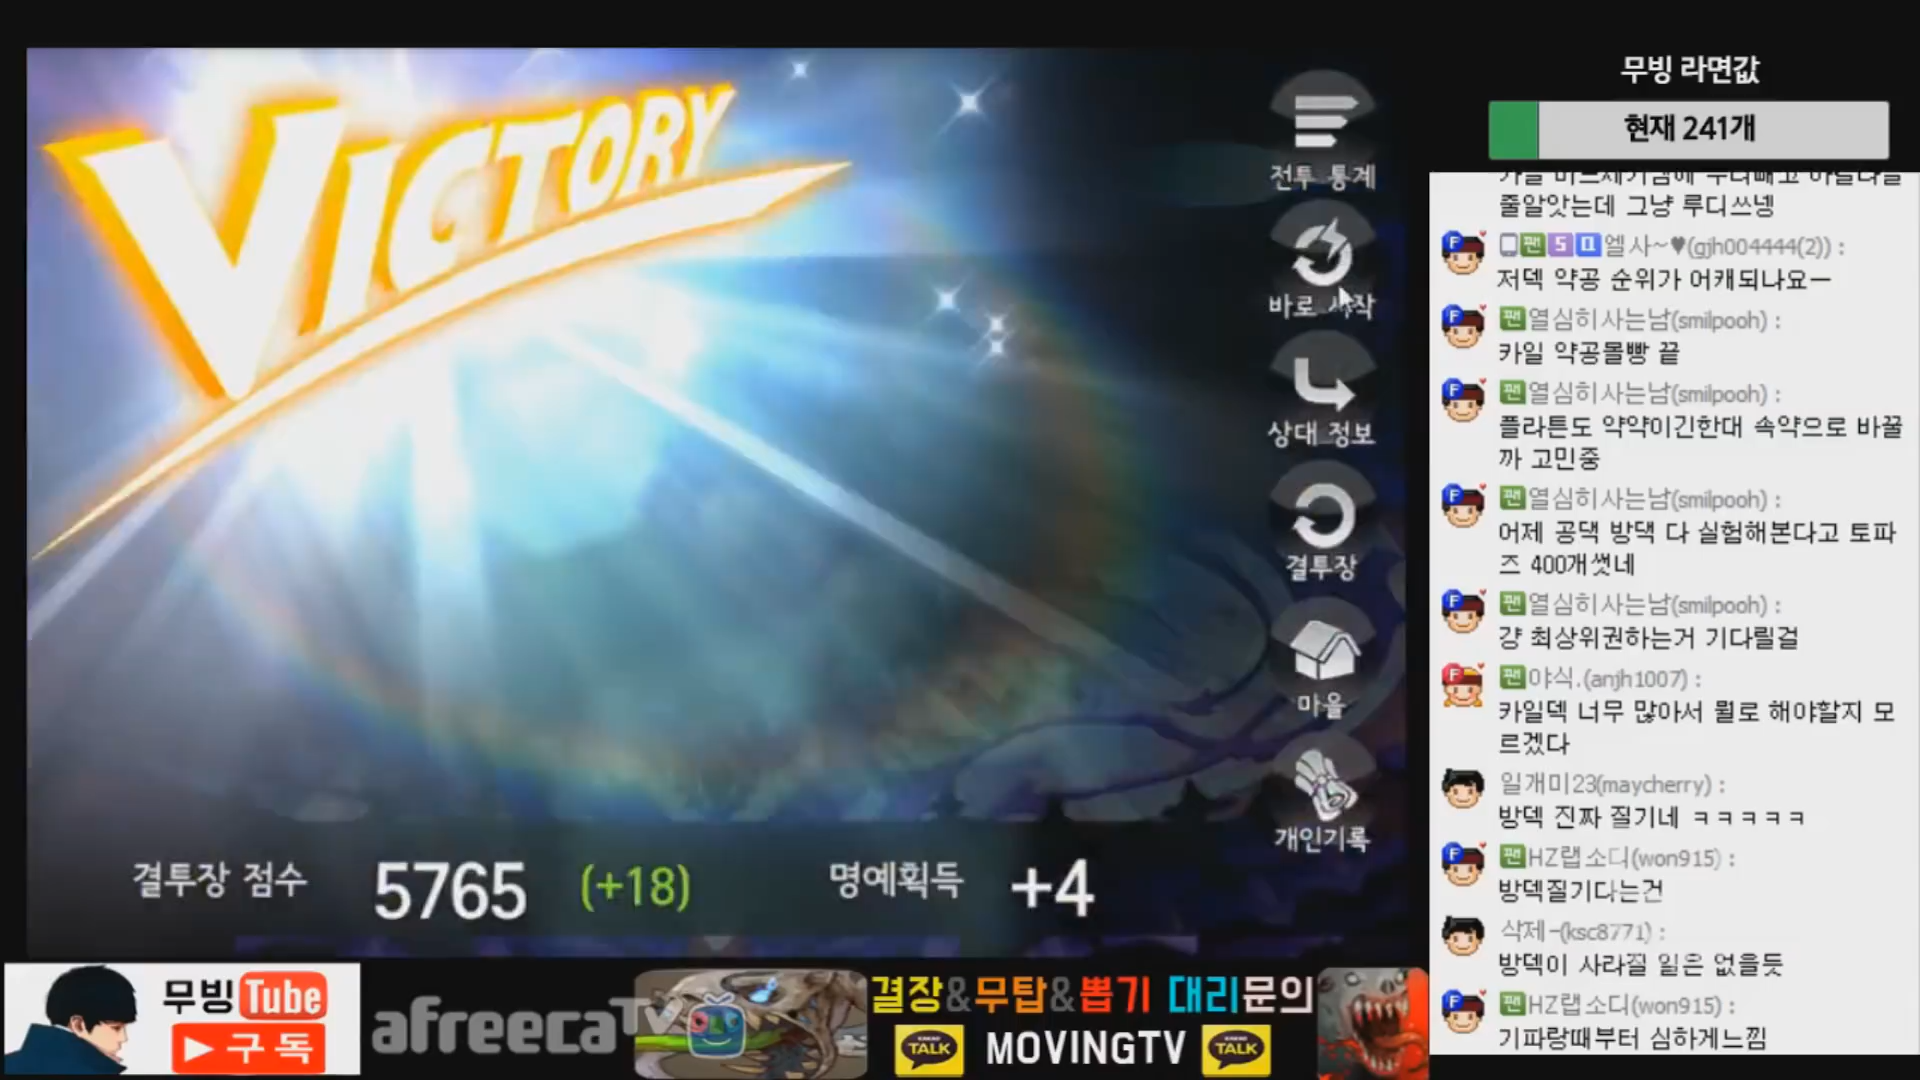 VICTORY
전투 통계
바로 시작
상대 정보
결투장
마을
개인기록
결투장 점수 5765 (+18) 명예획득 +4
무빙 라면값
현재 241개
줄알앗는데 그냥 루디쓰넹
팬 S 엘사~♥(gjh004444(2)) :
저덱 약공 순위가 어캐되나요ㅡ
팬 열심히사는남(smilpooh) :
카일 약공몰빵 끝
팬 열심히사는남(smilpooh) :
플라튼도 약약이긴한대 속약으로 바꿀
까 고민중
팬 열심히사는남(smilpooh) :
어제 공댁 방댁 다 실험해본다고 토파
즈 400개썻네
팬 열심히사는남(smilpooh) :
걍 최상위권하는거 기다릴걸
팬 야식.(anjh1007) :
카일덱 너무 많아서 뭘로 해야할지 모
르겠다
일개미23(maycherry) :
방덱 진짜 질기네 ㅋㅋㅋㅋㅋ
팬 HZ랩소디(won915) :
방덱질기다는건
삭제-(ksc8771) :
방덱이 사라질 일은 없을듯
팬 HZ랩소디(won915) :
기파랑때부터 심하게느낌
무빙Tube
구독
afreecaTV
결장&무탑&뽑기 대리문의
TALK MOVINGTV TALK